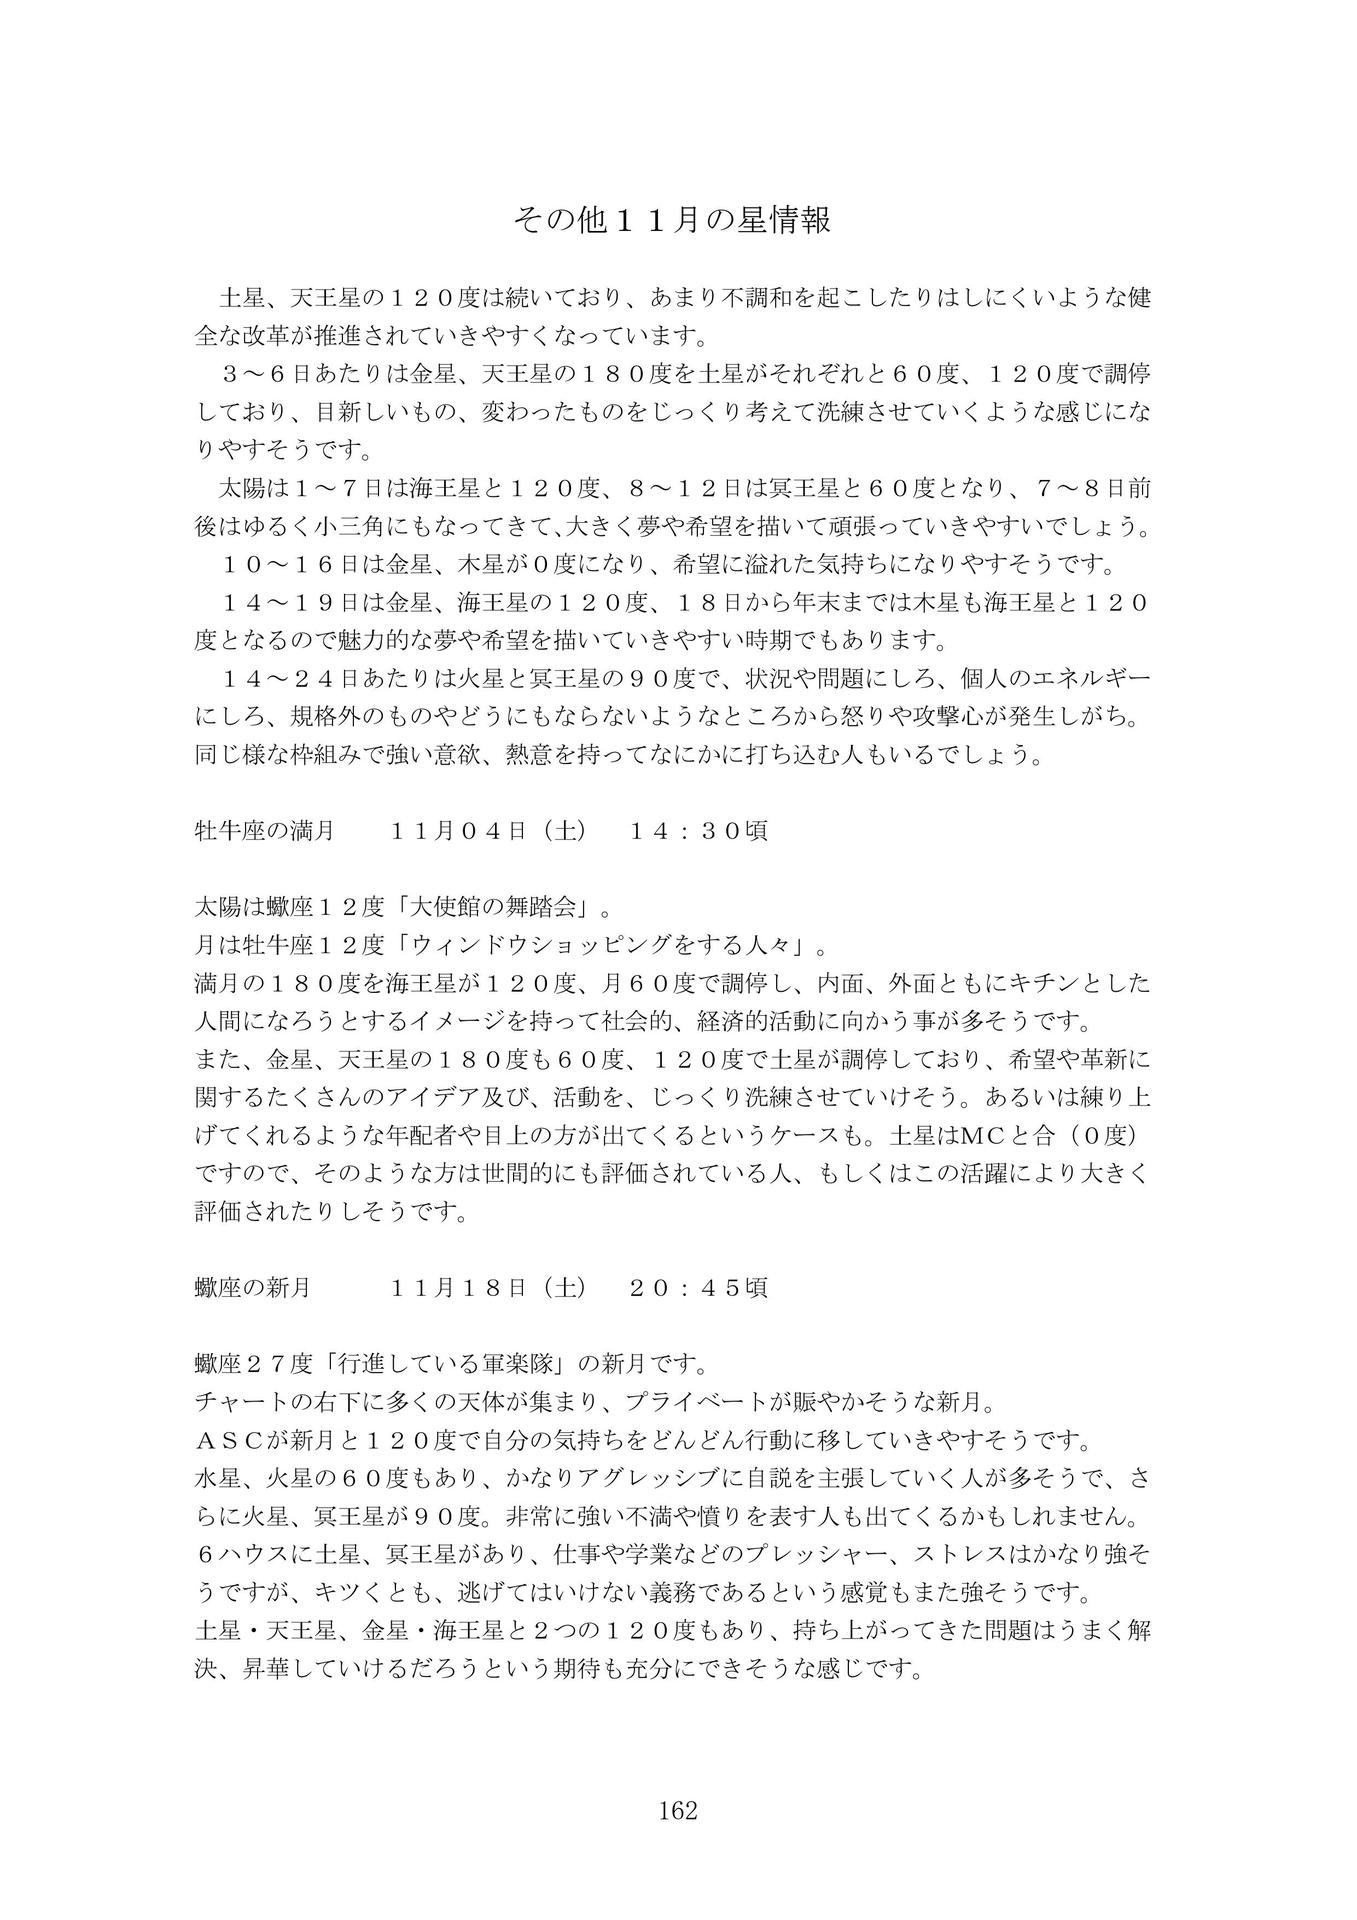 その他１１月の星情報
　土星、天王星の１２０度は続いており、あまり不調和を起こしたりはしにくいような健
全な改革が推進されていきやすくなっています。
　３～６日あたりは金星、天王星の１８０度を土星がそれぞれと６０度、１２０度で調停
しており、目新しいもの、変わったものをじっくり考えて洗練させていくような感じにな
りやすそうです。
　太陽は１～７日は海王星と１２０度、８～１２日は冥王星と６０度となり、７～８日前
後はゆるく小三角にもなってきて、大きく夢や希望を描いて頑張っていきやすいでしょう。
　１０～１６日は金星、木星が０度になり、希望に溢れた気持ちになりやすそうです。
　１４～１９日は金星、海王星の１２０度、１８日から年末までは木星も海王星と１２０
度となるので魅力的な夢や希望を描いていきやすい時期でもあります。
　１４～２４日あたりは火星と冥王星の９０度で、状況や問題にしろ、個人のエネルギー
にしろ、規格外のものやどうにもならないようなところから怒りや攻撃心が発生しがち。
同じ様な枠組みで強い意欲、熱意を持ってなにかに打ち込む人もいるでしょう。
牡牛座の満月　　１１月０４日（土）　１４：３０頃
太陽は蠍座１２度「大使館の舞踏会」。
月は牡牛座１２度「ウィンドウショッピングをする人々」。
満月の１８０度を海王星が１２０度、月６０度で調停し、内面、外面ともにキチンとした
人間になろうとするイメージを持って社会的、経済的活動に向かう事が多そうです。
また、金星、天王星の１８０度も６０度、１２０度で土星が調停しており、希望や革新に
関するたくさんのアイデア及び、活動を、じっくり洗練させていけそう。あるいは練り上
げてくれるような年配者や目上の方が出てくるというケースも。土星はＭＣと合（０度）
ですので、そのような方は世間的にも評価されている人、もしくはこの活躍により大きく
評価されたりしそうです。
蠍座の新月　　　１１月１８日（土）　２０：４５頃
蠍座２７度「行進している軍楽隊」の新月です。
チャートの右下に多くの天体が集まり、プライベートが賑やかそうな新月。
ＡＳＣが新月と１２０度で自分の気持ちをどんどん行動に移していきやすそうです。
水星、火星の６０度もあり、かなりアグレッシブに自説を主張していく人が多そうで、さ
らに火星、冥王星が９０度。非常に強い不満や憤りを表す人も出てくるかもしれません。
６ハウスに土星、冥王星があり、仕事や学業などのプレッシャー、ストレスはかなり強そ
うですが、キツくとも、逃げてはいけない義務であるという感覚もまた強そうです。
土星・天王星、金星・海王星と２つの１２０度もあり、持ち上がってきた問題はうまく解
決、昇華していけるだろうという期待も充分にできそうな感じです。
162